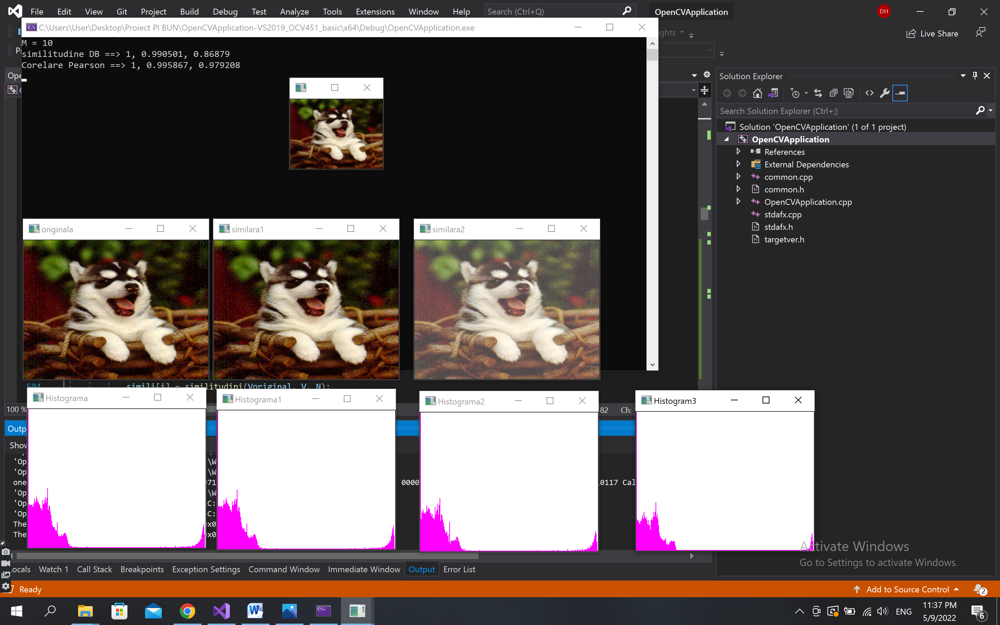 File Edit View Git Project Build Debug Test Analyze Tools Extensions Window Help Search (Ctrl+Q) OpenCVApplication DH
C:\Users\User\Desktop\Proiect PI BUN\OpenCVApplication-VS2019_OCV451_basic\x64\Debug\OpenCVApplication.exe
ights Live Share
M = 10
similitudine DB ==> 1, 0.990501, 0.86879
Corelare Pearson ==> 1, 0.995867, 0.979208
Solution Explorer
Search Solution Explorer (Ctrl+;)
Solution 'OpenCVApplication' (1 of 1 project)
OpenCVApplication
References
External Dependencies
common.cpp
common.h
OpenCVApplication.cpp
stdafx.cpp
stdafx.h
targetver.h
originala
similara1
similara2
504 simili[i] = similitudini(Voriginal, V, N);
Histograma
Histograma1
Histograma2
Histogram3
100 % 82 Ch:
Outp
Show
'Op \W
'Op \W
one 971 0000 0117 Cal
'Op \W
'Op C:
'Op C:
The 0x0
The 0x0
Activate Windows
Go to Settings to activate Windows.
ocals Watch 1 Call Stack Breakpoints Exception Settings Command Window Immediate Window Output Error List
Ready Add to Source Control 2
ENG 11:37 PM
5/9/2022 6